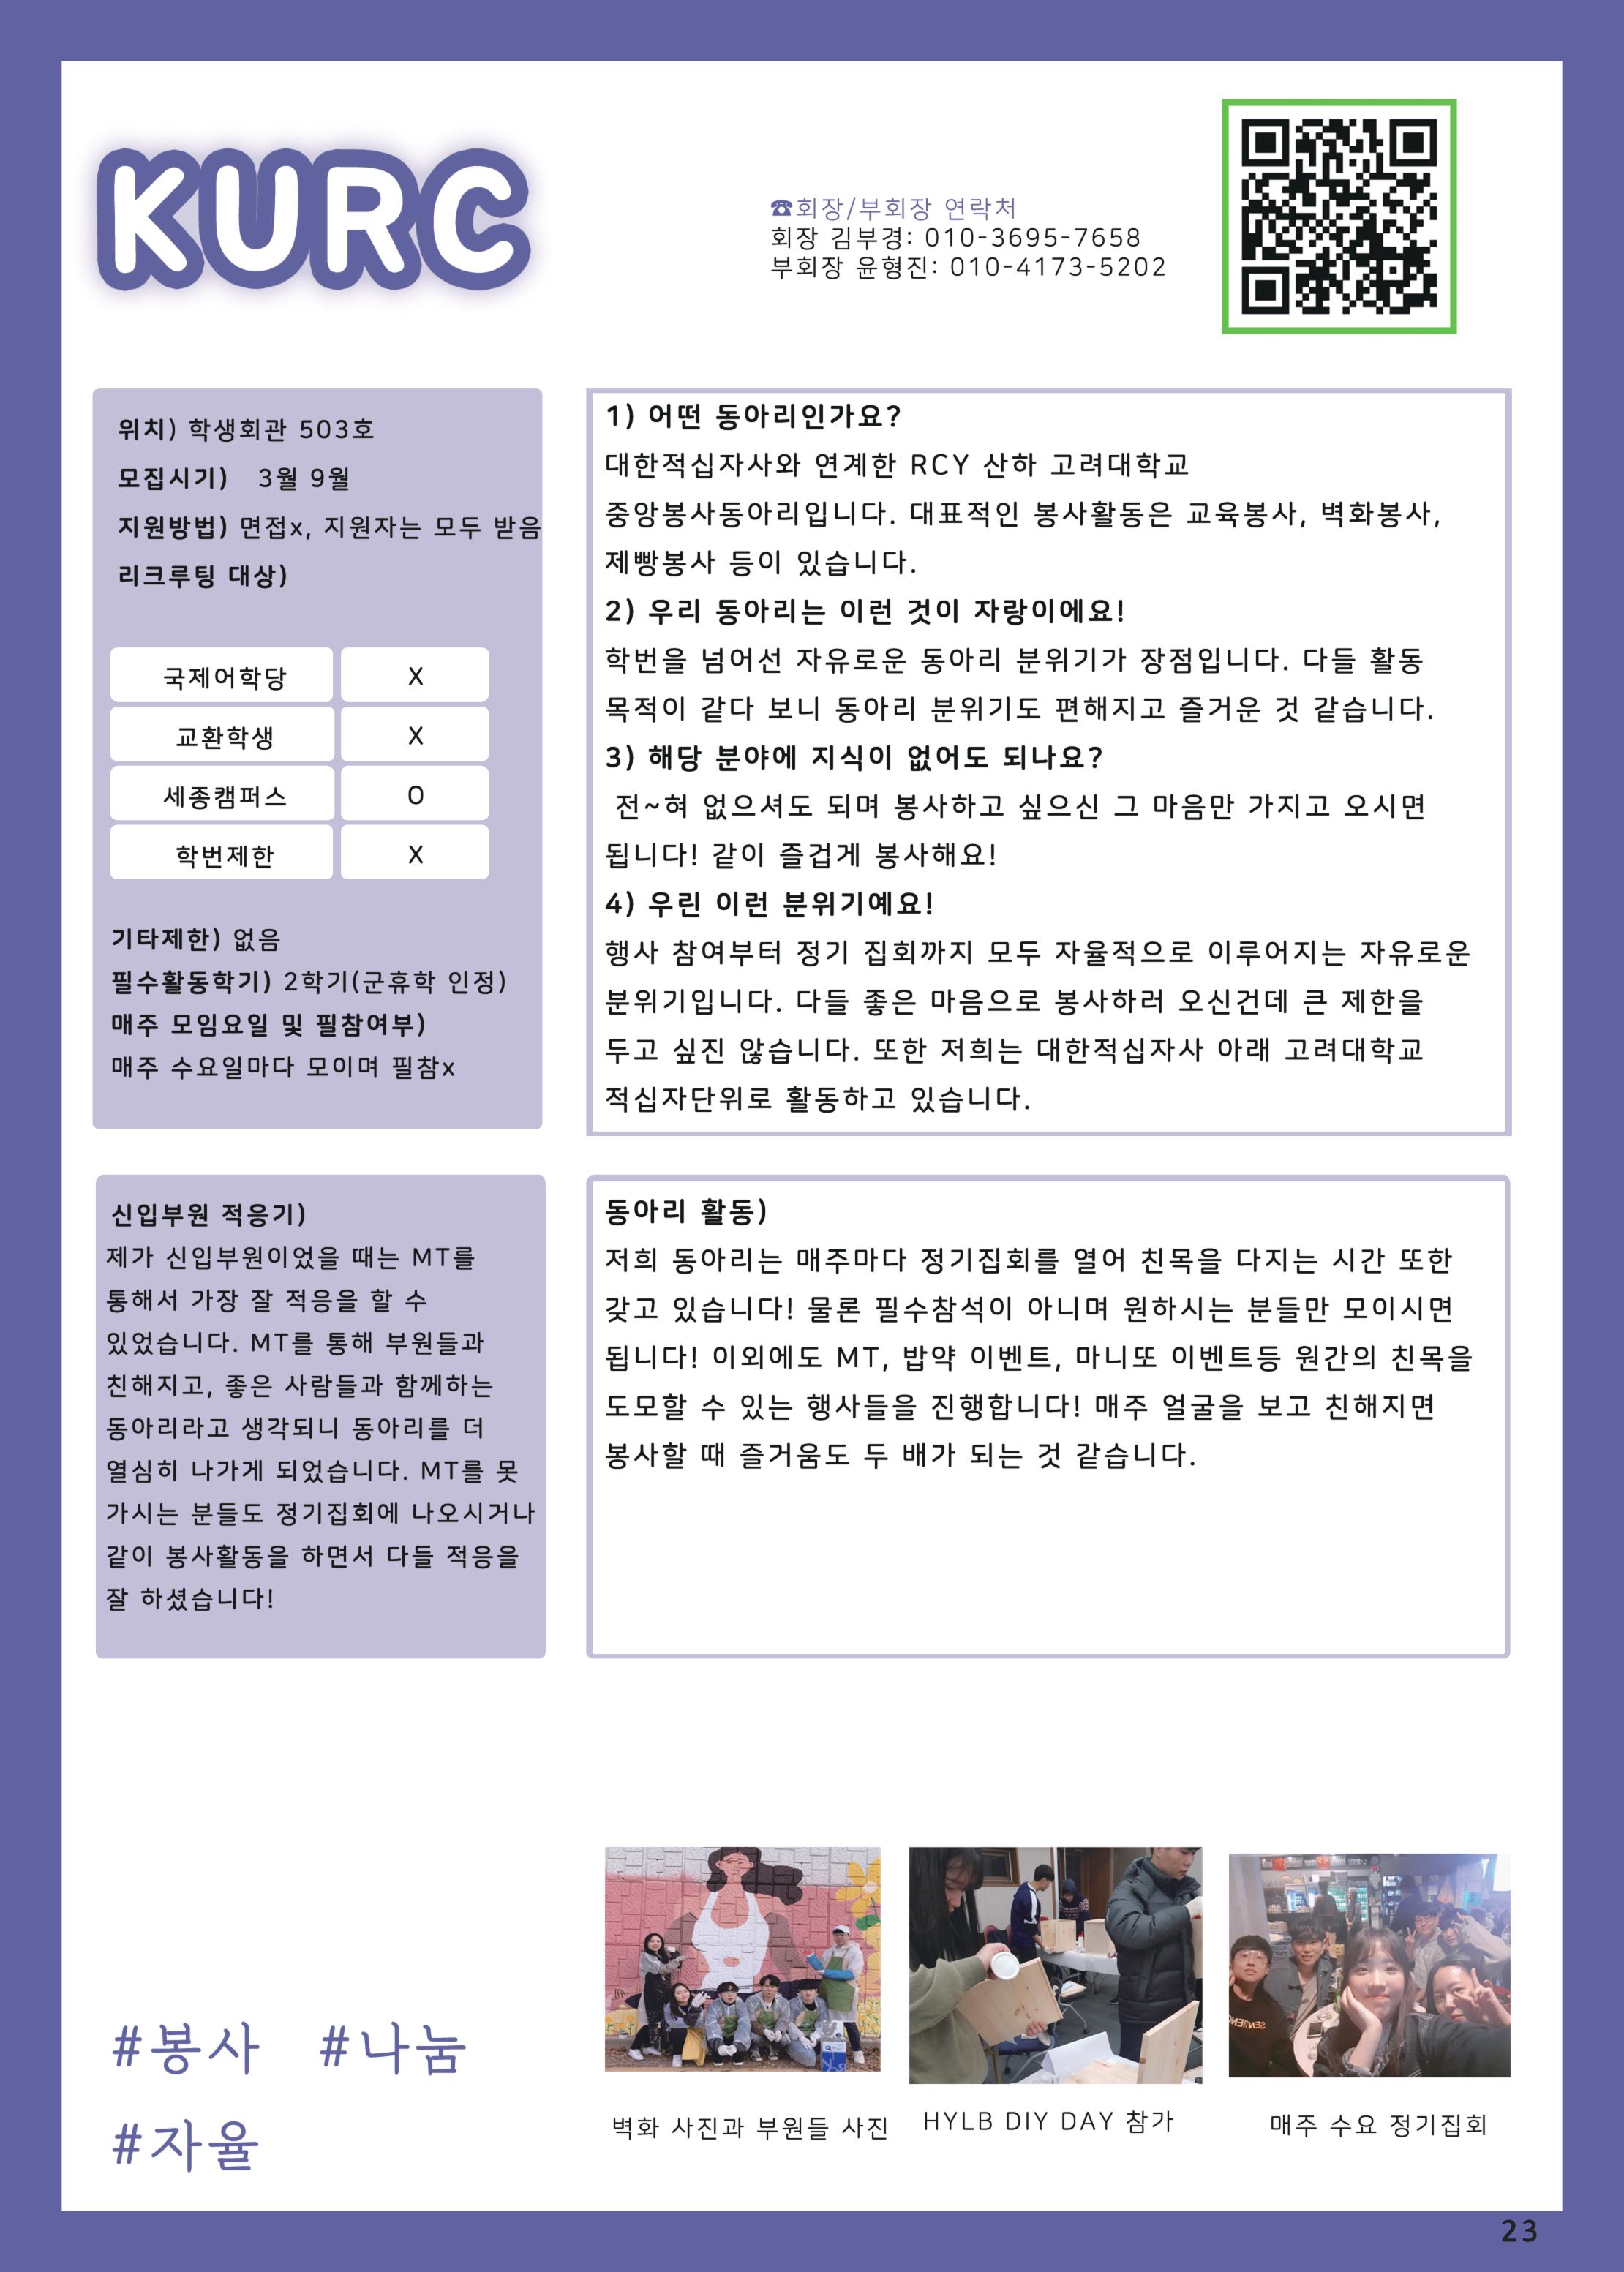 KURC
☎회장/부회장 연락처
회장 김부경: 010-3695-7658
부회장 윤형진: 010-4173-5202
위치) 학생회관 503호
모집시기) 3월 9월
지원방법) 면접x, 지원자는 모두 받음
리크루팅 대상)
국제어학당 X
교환학생 X
세종캠퍼스 O
학번제한 X
기타제한) 없음
필수활동학기) 2학기(군휴학 인정)
매주 모임요일 및 필참여부)
매주 수요일마다 모이며 필참x
1) 어떤 동아리인가요?
대한적십자사와 연계한 RCY 산하 고려대학교
중앙봉사동아리입니다. 대표적인 봉사활동은 교육봉사, 벽화봉사,
제빵봉사 등이 있습니다.
2) 우리 동아리는 이런 것이 자랑이에요!
학번을 넘어선 자유로운 동아리 분위기가 장점입니다. 다들 활동
목적이 같다 보니 동아리 분위기도 편해지고 즐거운 것 같습니다.
3) 해당 분야에 지식이 없어도 되나요?
전~혀 없으셔도 되며 봉사하고 싶으신 그 마음만 가지고 오시면
됩니다! 같이 즐겁게 봉사해요!
4) 우린 이런 분위기예요!
행사 참여부터 정기 집회까지 모두 자율적으로 이루어지는 자유로운
분위기입니다. 다들 좋은 마음으로 봉사하러 오신건데 큰 제한을
두고 싶진 않습니다. 또한 저희는 대한적십자사 아래 고려대학교
적십자단위로 활동하고 있습니다.
신입부원 적응기)
제가 신입부원이었을 때는 MT를
통해서 가장 잘 적응을 할 수
있었습니다. MT를 통해 부원들과
친해지고, 좋은 사람들과 함께하는
동아리라고 생각되니 동아리를 더
열심히 나가게 되었습니다. MT를 못
가시는 분들도 정기집회에 나오시거나
같이 봉사활동을 하면서 다들 적응을
잘 하셨습니다!
동아리 활동)
저희 동아리는 매주마다 정기집회를 열어 친목을 다지는 시간 또한
갖고 있습니다! 물론 필수참석이 아니며 원하시는 분들만 모이시면
됩니다! 이외에도 MT, 밥약 이벤트, 마니또 이벤트등 원간의 친목을
도모할 수 있는 행사들을 진행합니다! 매주 얼굴을 보고 친해지면
봉사할 때 즐거움도 두 배가 되는 것 같습니다.
#봉사 #나눔
#자율
벽화 사진과 부원들 사진
HYLB DIY DAY 참가
매주 수요 정기집회
23